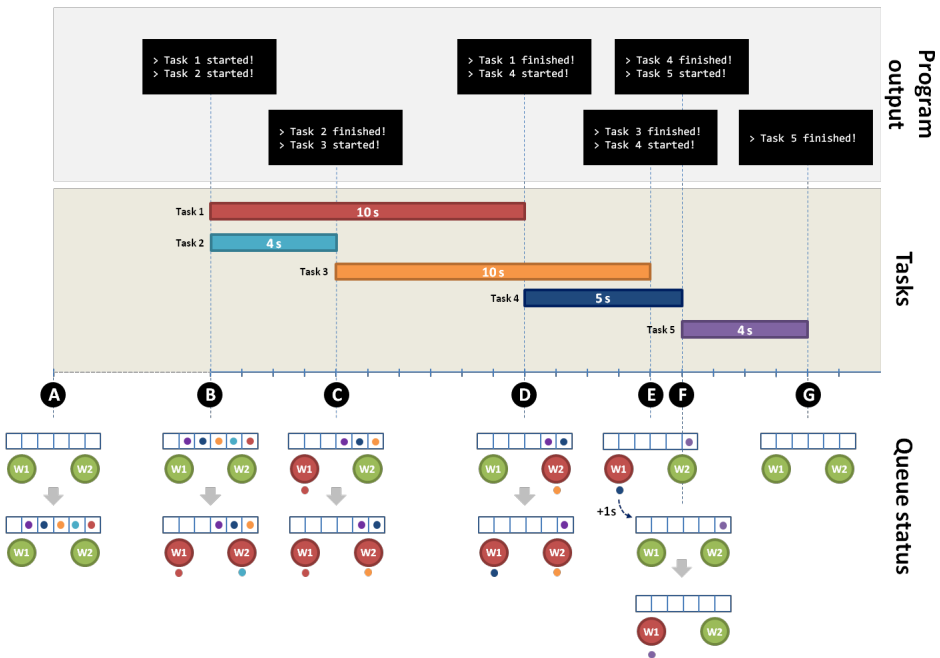 > Task 1 started!
> Task 2 started!
> Task 1 finished!
> Task 4 started!
> Task 4 finished!
> Task 5 started!
> Task 2 finished!
> Task 3 started!
> Task 3 finished!
> Task 4 started!
> Task 5 finished!
Program
output
Task 1
10 s
Task 2
4 s
Task 3
10 s
Task 4
5 s
Task 5
4 s
Tasks
A
B
C
D
E
F
G
W1
W2
W1
W2
W1
W2
W1
W2
W1
W2
W1
W2
W1
W2
W1
W2
W1
W2
W1
W2
+1s
W1
W2
W1
W2
Queue status